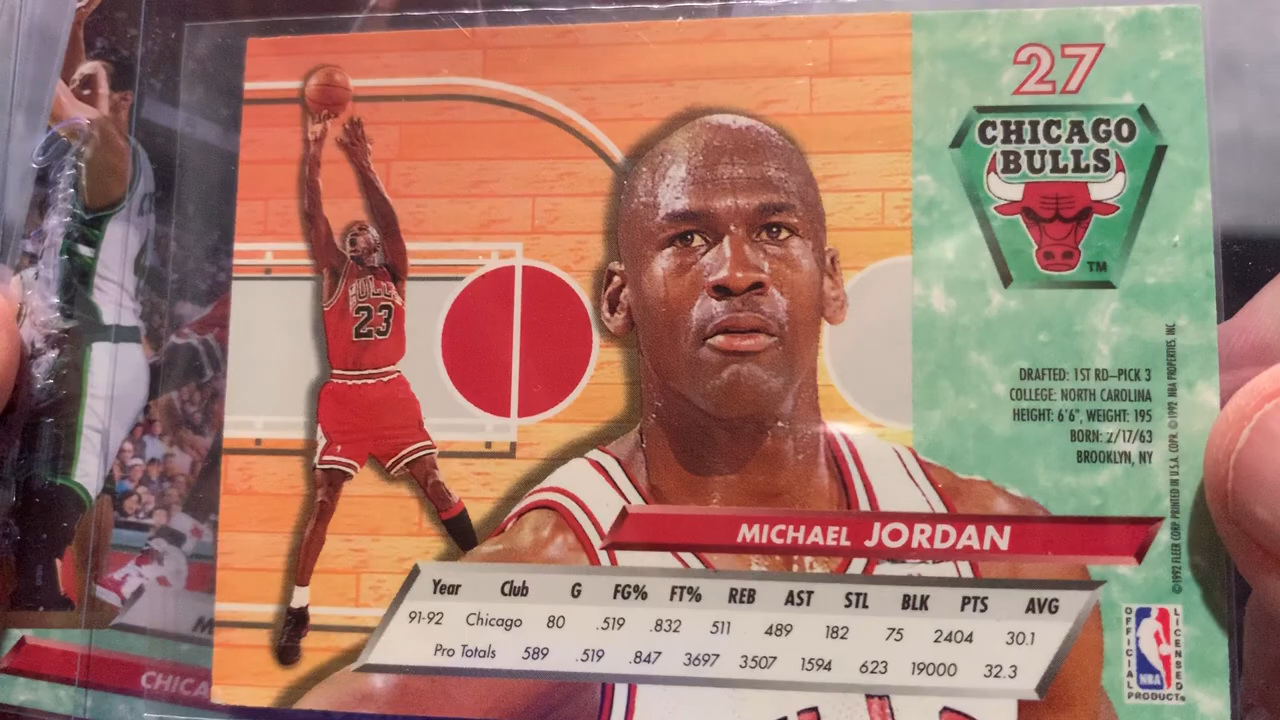 27
CHICAGO
BULLS
TM
BULLS
23
DRAFTED: 1ST RD–PICK 3
COLLEGE: NORTH CAROLINA
HEIGHT: 6'6", WEIGHT: 195
BORN: 2/17/63
BROOKLYN, NY
©1992 FLEER CORP. PRINTED IN U.S.A. COPR. ©1992 NBA PROPERTIES, INC
MICHAEL JORDAN
Year Club G FG% FT% REB AST STL BLK PTS AVG
91-92 Chicago 80 .519 .832 511 489 182 75 2404 30.1
Pro Totals 589 .519 .847 3697 3507 1594 623 19000 32.3
OFFICIAL LICENSED
NBA
PRODUCT
CHICA